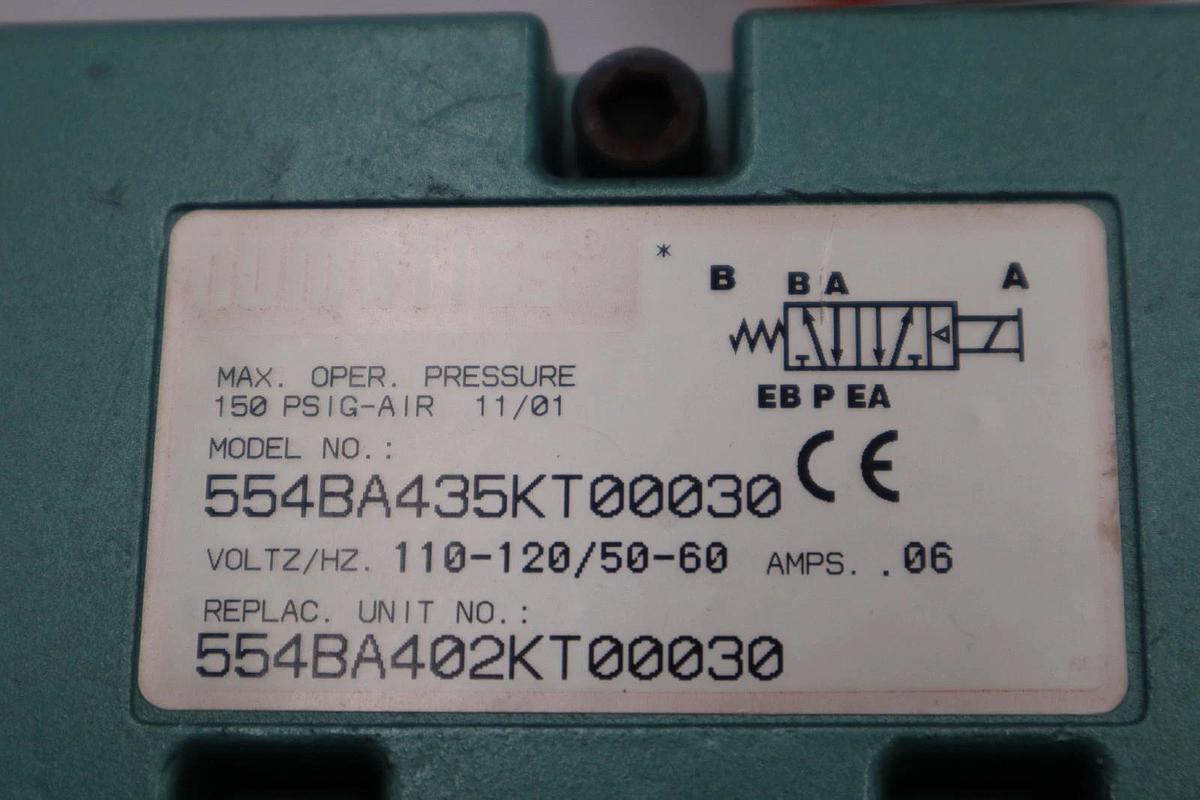 *
B B A A
EB P EA
MAX. OPER. PRESSURE
150 PSIG-AIR 11/01
MODEL NO.:
554BA435KT00030
CE
VOLTZ/HZ. 110-120/50-60 AMPS. .06
REPLAC. UNIT NO.:
554BA402KT00030